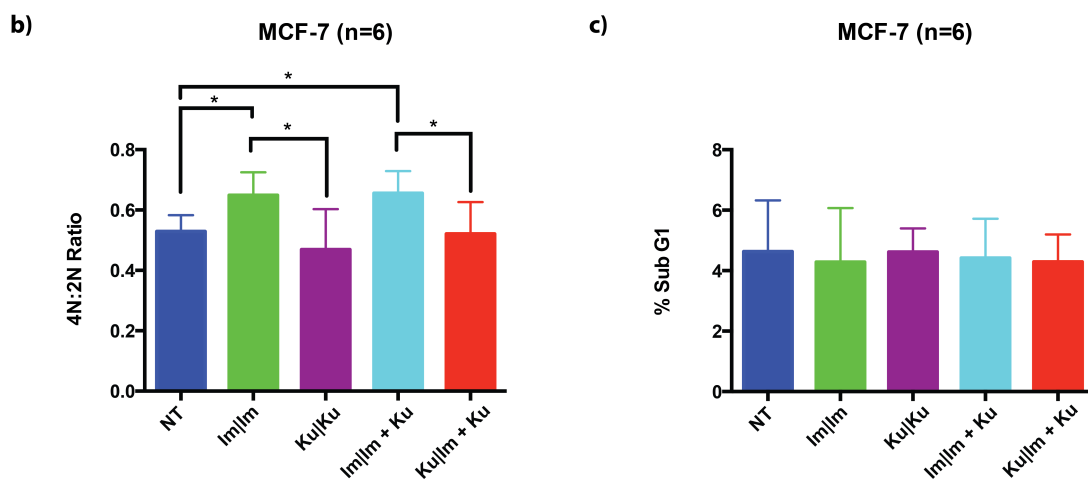 b)
MCF-7 (n=6)
*
*
*
*
0.8
0.6
0.4
0.2
0.0
4N:2N Ratio
NT
Im|Im
Ku|Ku
Im|Im + Ku
Ku|Im + Ku
c)
MCF-7 (n=6)
8
6
4
2
0
% Sub G1
NT
Im|Im
Ku|Ku
Im|Im + Ku
Ku|Im + Ku